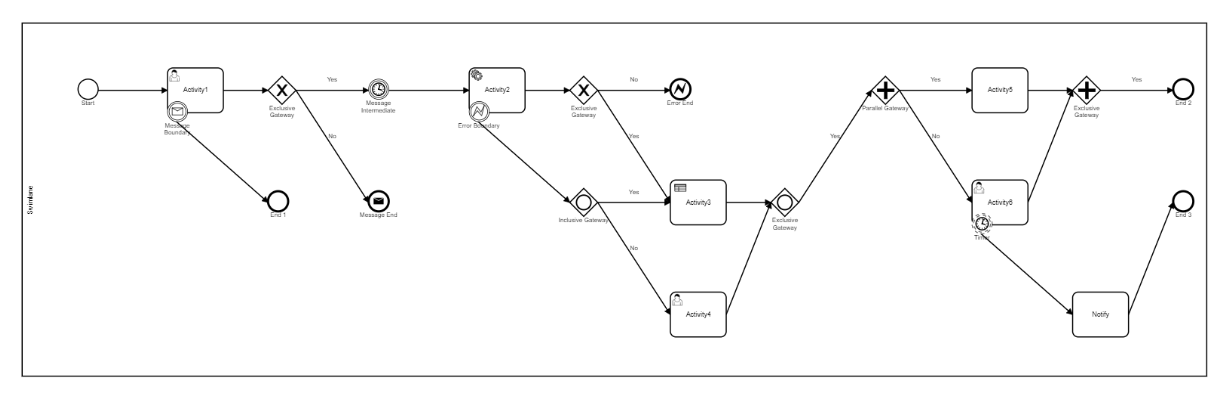 Swimlane
Start
Activity1
Message
Boundary
Exclusive
Gateway
Yes
No
Message
Intermediate
End 1
Message End
Activity2
Error Boundary
Exclusive
Gateway
No
Yes
Error End
Inclusive Gateway
Yes
No
Activity3
Activity4
Exclusive
Gateway
Yes
Parallel Gateway
Yes
No
Activity5
Activity6
Timer
Exclusive
Gateway
Yes
End 2
End 3
Notify